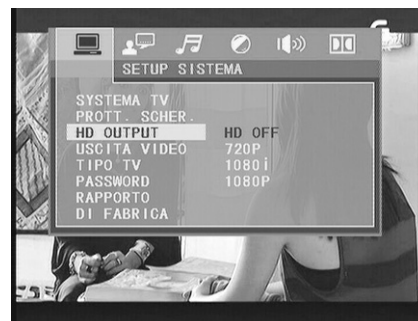 SETUP SISTEMA
SYSTEMA TV
PROTT. SCHER.
HD OUTPUT HD OFF
USCITA VIDEO 720P
TIPO TV 1080i
PASSWORD 1080P
RAPPORTO
DI FABRICA